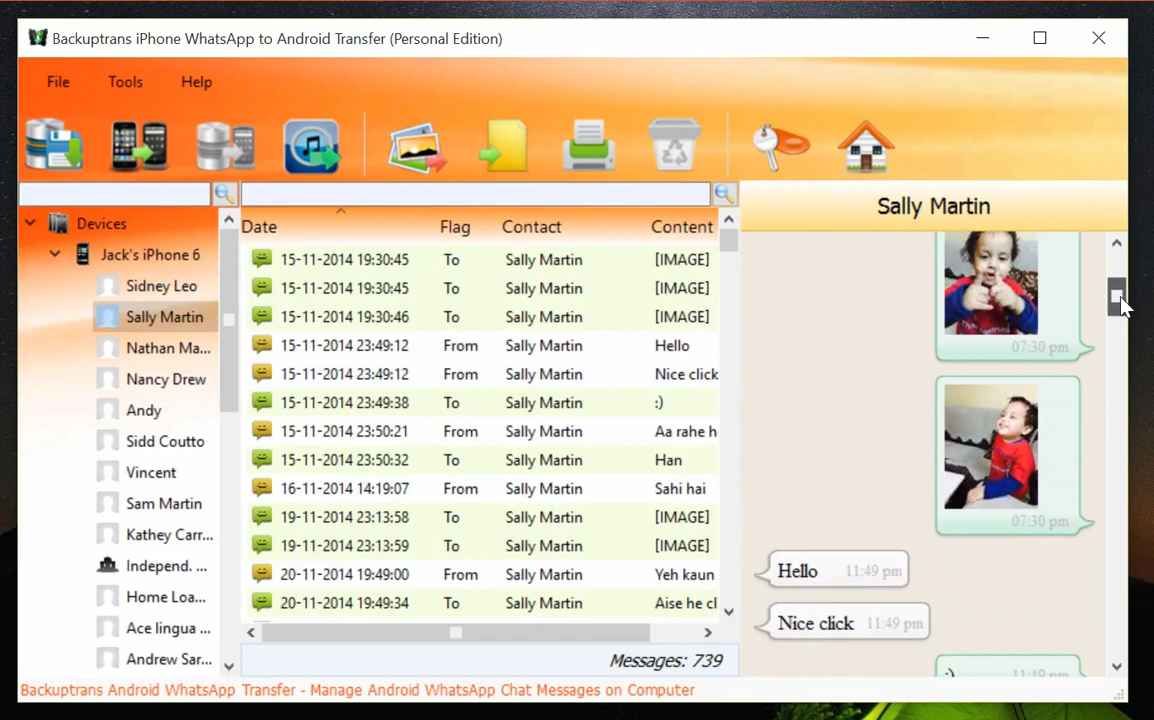 Backuptrans iPhone WhatsApp to Android Transfer (Personal Edition)
File Tools Help
Devices
Jack's iPhone 6
Sidney Leo
Sally Martin
Nathan Ma...
Nancy Drew
Andy
Sidd Coutto
Vincent
Sam Martin
Kathey Carr...
Independ. ...
Home Loa...
Ace lingua ...
Andrew Sar...
Date Flag Contact Content
15-11-2014 19:30:45 To Sally Martin [IMAGE]
15-11-2014 19:30:45 To Sally Martin [IMAGE]
15-11-2014 19:30:46 To Sally Martin [IMAGE]
15-11-2014 23:49:12 From Sally Martin Hello
15-11-2014 23:49:12 From Sally Martin Nice click
15-11-2014 23:49:38 To Sally Martin :)
15-11-2014 23:50:21 From Sally Martin Aa rahe h
15-11-2014 23:50:32 To Sally Martin Han
16-11-2014 14:19:07 From Sally Martin Sahi hai
19-11-2014 23:13:58 To Sally Martin [IMAGE]
19-11-2014 23:13:59 To Sally Martin [IMAGE]
20-11-2014 19:49:00 From Sally Martin Yeh kaun
20-11-2014 19:49:34 To Sally Martin Aise he cl
Messages: 739
Sally Martin
07:30 pm
07:30 pm
Hello 11:49 pm
Nice click 11:49 pm
:) 11:49 pm
Backuptrans Android WhatsApp Transfer - Manage Android WhatsApp Chat Messages on Computer